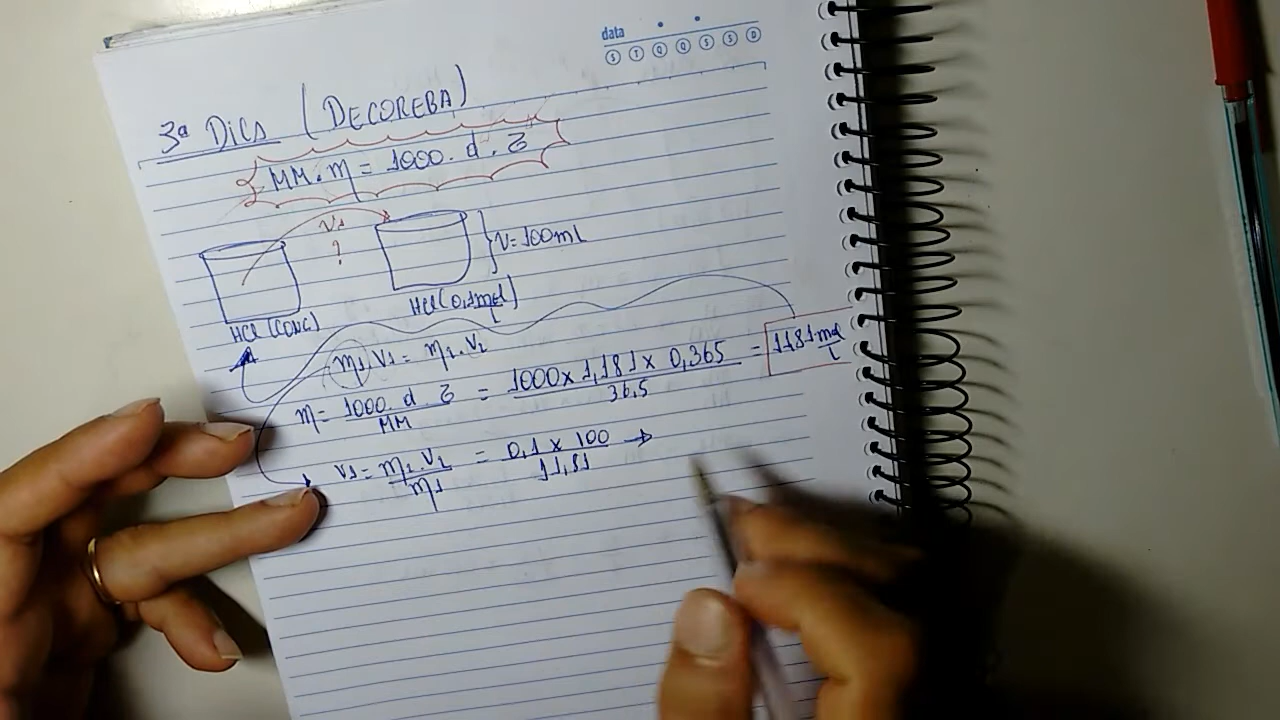 data
S T Q Q S S D
3ª DICA (DECOREBA)
MM.M = 1000. d. Z
V1
?
V=100ml
HCl (CONC)
HCl (0,1 mol/L)
M1.V1 = M2.V2
M = 1000. d. Z / MM = 1000 x 1,181 x 0,365 / 36,5 = 11,81 mol/L
V1 = M2.V2 / M1 = 0,1 x 100 / 11,81 →